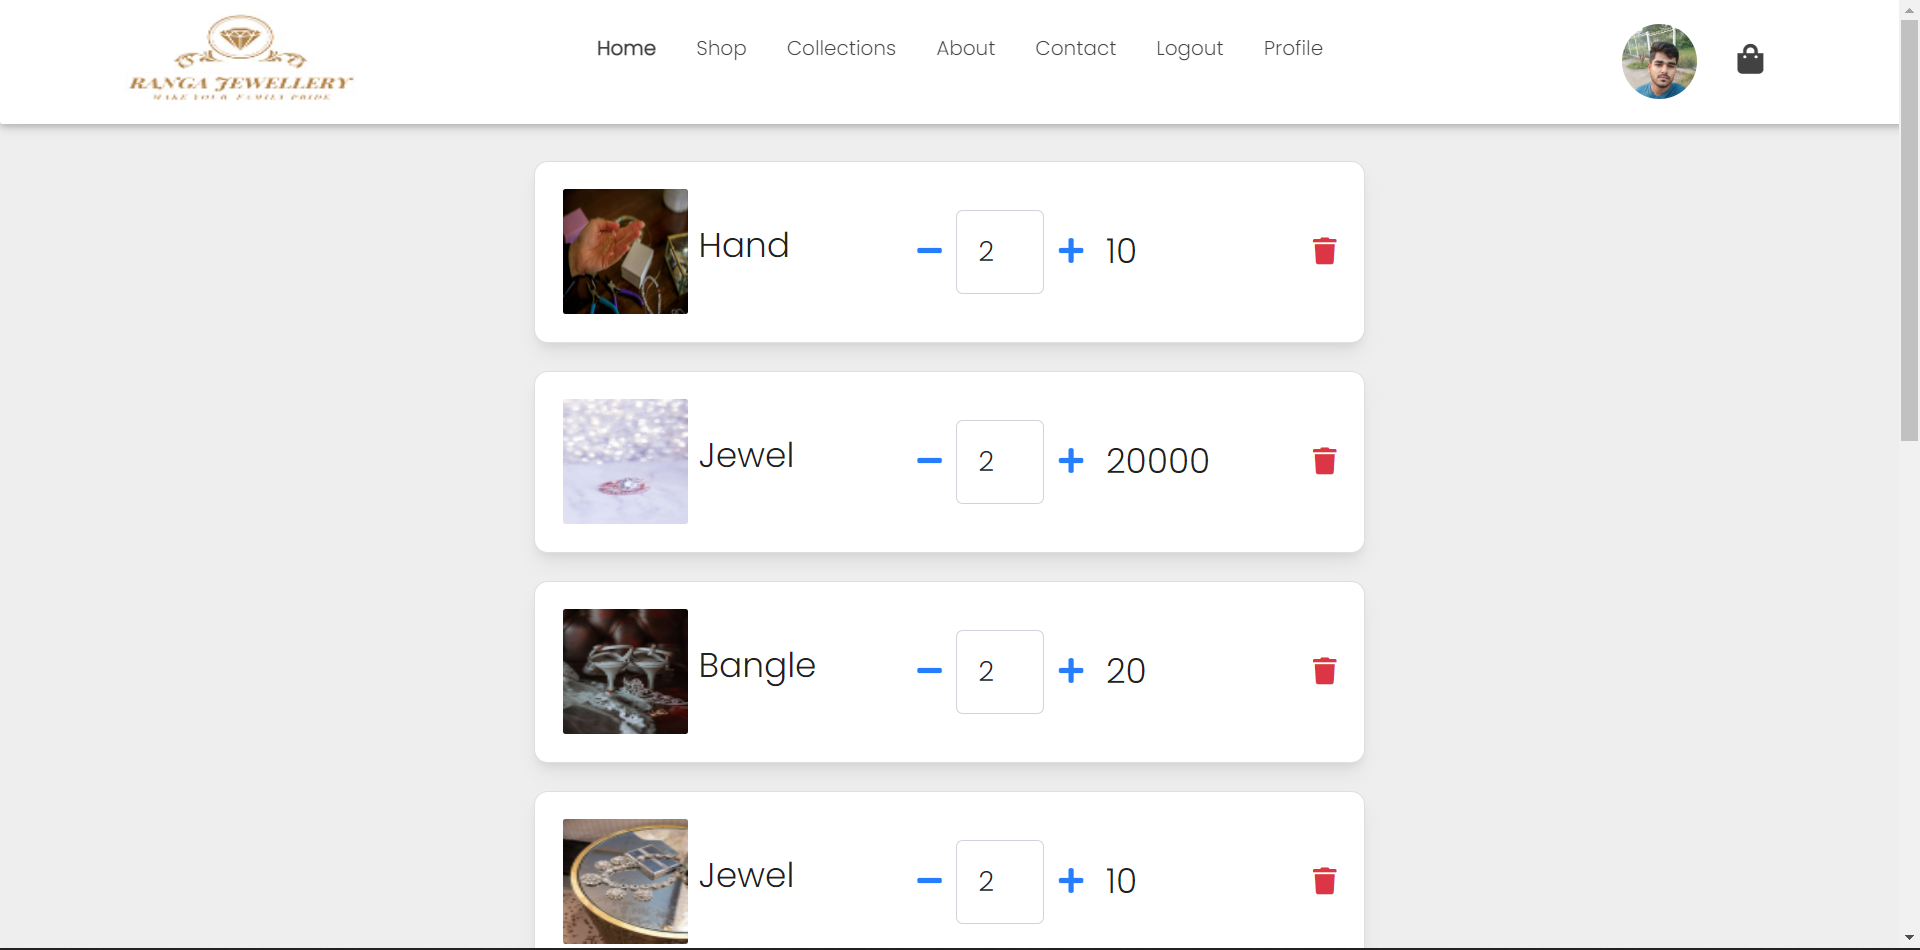 RANGA JEWELLERY
MAKE YOUR FAMILY PRIDE
Home Shop Collections About Contact Logout Profile
Hand 2 10
Jewel 2 20000
Bangle 2 20
Jewel 2 10